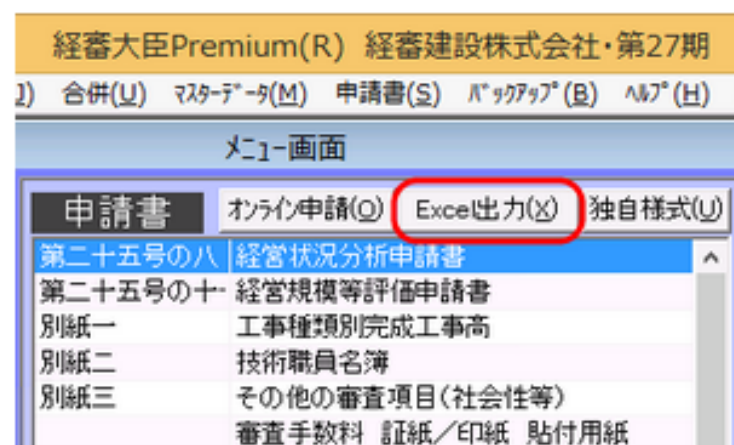 経審大臣Premium(R) 経審建設株式会社・第27期
合併(U) ﾏｽﾀｰﾃﾞｰﾀ(M) 申請書(S) ﾊﾞｯｸｱｯﾌﾟ(B) ﾍﾙﾌﾟ(H)
ﾒﾆｭｰ画面
申請書 ｵﾝﾗｲﾝ申請(O) Excel出力(X) 独自様式(U)
第二十五号の八 経営状況分析申請書
第二十五号の十 経営規模等評価申請書
別紙一 工事種類別完成工事高
別紙二 技術職員名簿
別紙三 その他の審査項目(社会性等)
審査手数料 証紙／印紙 貼付用紙